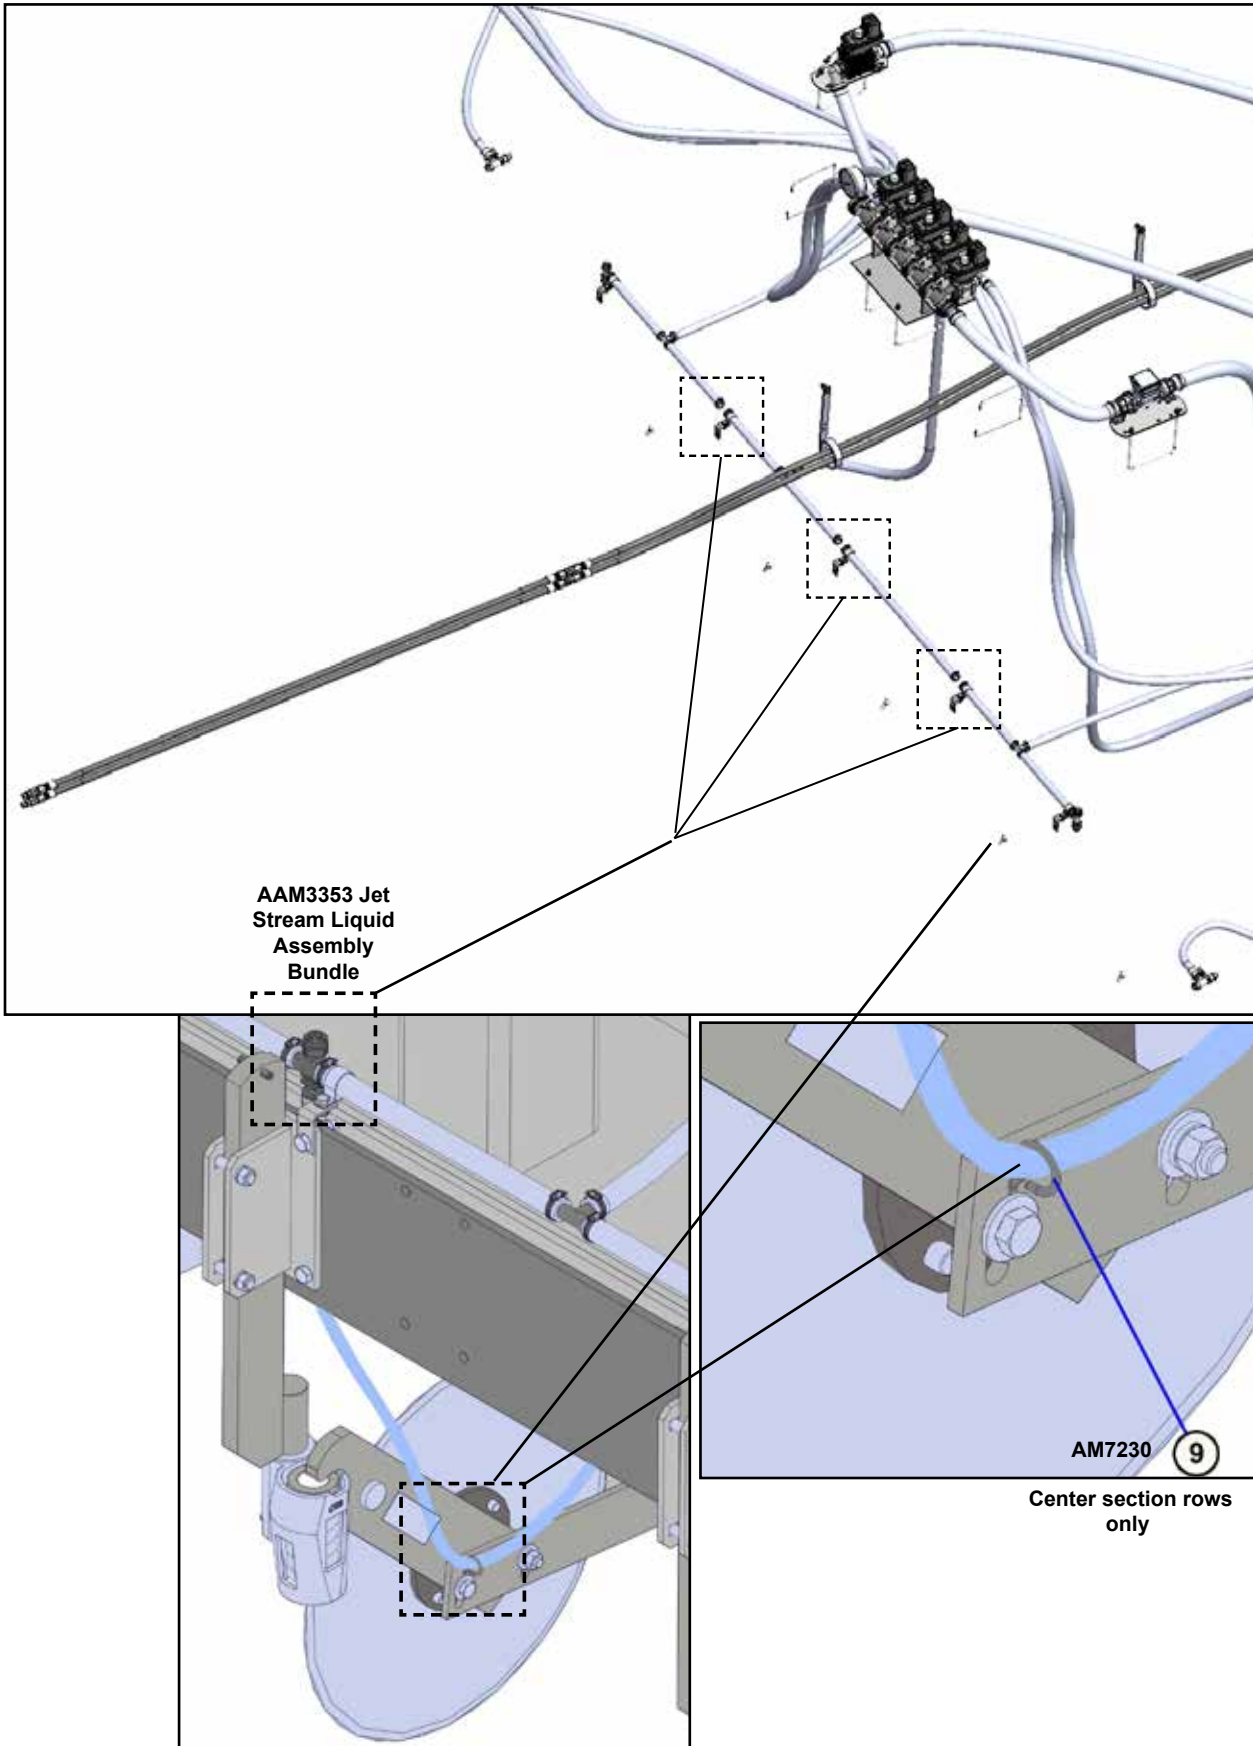 AAM3353 Jet
Stream Liquid
Assembly
Bundle
AM7230
9
Center section rows
only